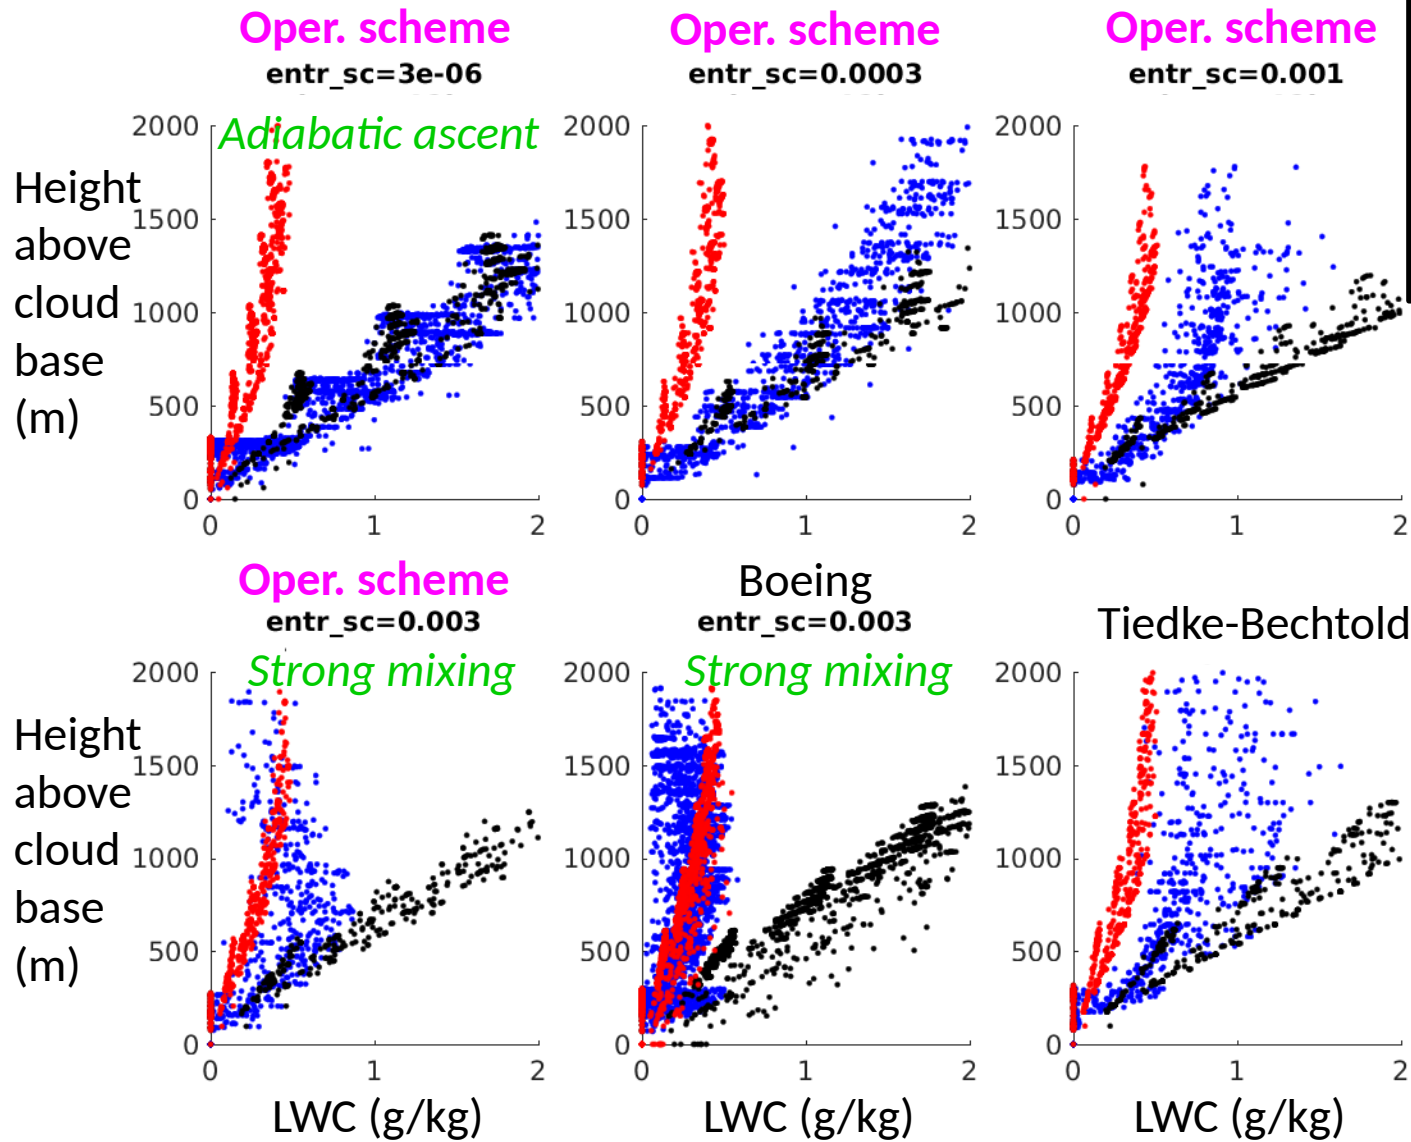 Oper. scheme
Oper. scheme
Oper. scheme
entr_sc=3e-06
entr_sc=0.0003
entr_sc=0.001
Adiabatic ascent
Height
above
cloud
base
(m)
2000
1500
1000
500
0
0 1 2
2000
1500
1000
500
0
0 1 2
2000
1500
1000
500
0
0 1 2
Oper. scheme
Boeing
entr_sc=0.003
entr_sc=0.003
Tiedke-Bechtold
Strong mixing
Strong mixing
Height
above
cloud
base
(m)
2000
1500
1000
500
0
0 1 2
2000
1500
1000
500
0
0 1 2
2000
1500
1000
500
0
0 1 2
LWC (g/kg)
LWC (g/kg)
LWC (g/kg)